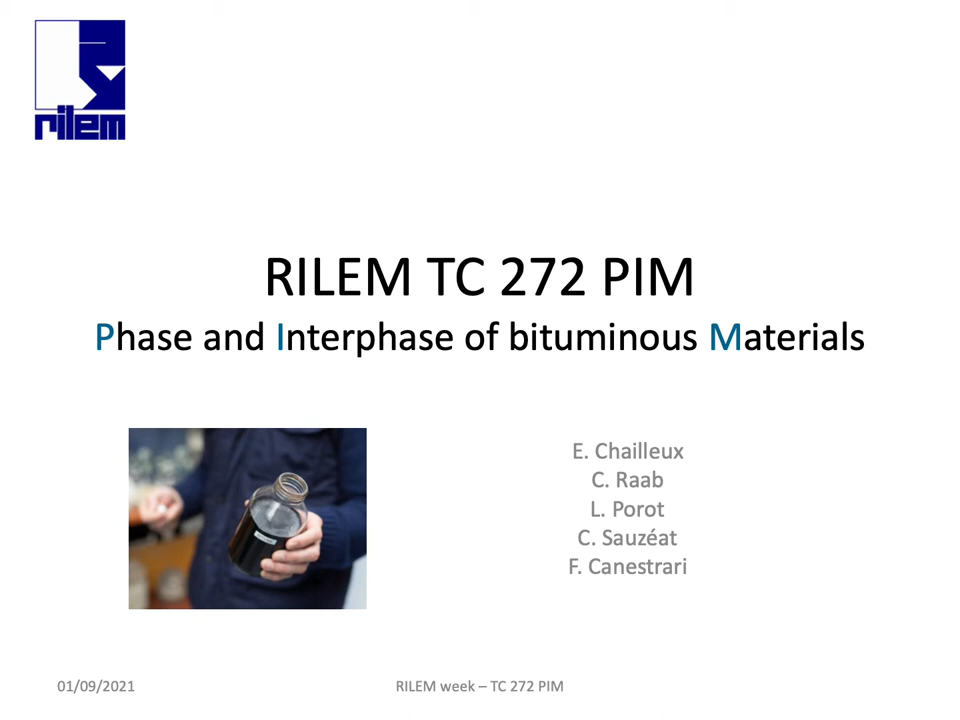 rilem
RILEM TC 272 PIM
Phase and Interphase of bituminous Materials
E. Chailleux
C. Raab
L. Porot
C. Sauzéat
F. Canestrari
01/09/2021
RILEM week – TC 272 PIM